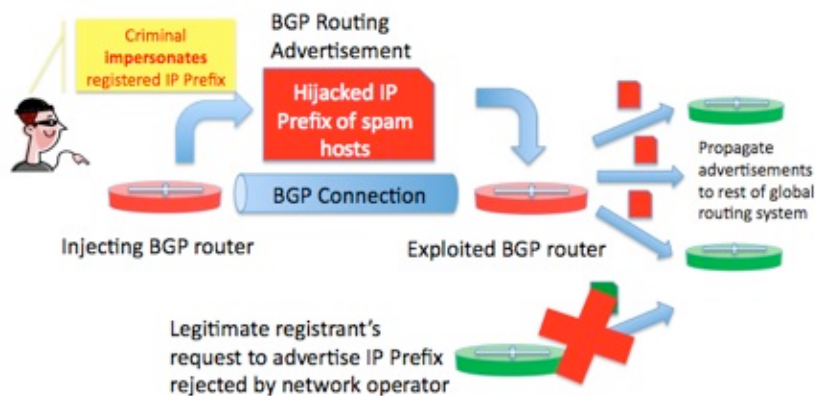 Criminal
impersonates
registered IP Prefix
BGP Routing
Advertisement
Hijacked IP
Prefix of spam
hosts
BGP Connection
Injecting BGP router
Exploited BGP router
Propagate
advertisements
to rest of global
routing system
Legitimate registrant's
request to advertise IP Prefix
rejected by network operator